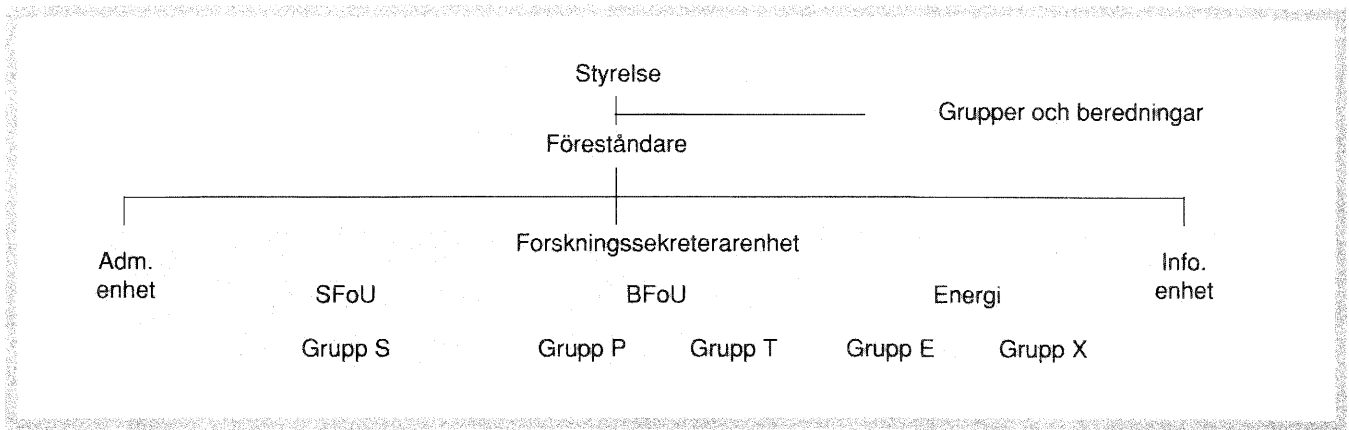 Styrelse
Grupper och beredningar
Föreståndare
Forskningssekreterarenhet
Adm.
enhet
Info.
enhet
SFoU
BFoU
Energi
Grupp S
Grupp P
Grupp T
Grupp E
Grupp X